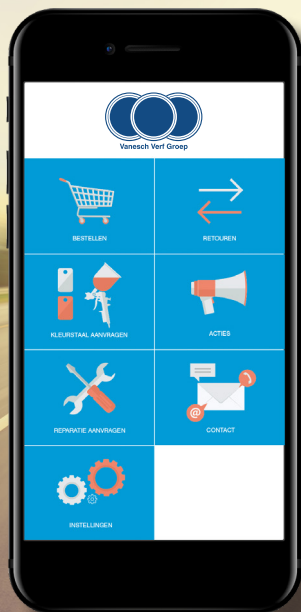 Vanesch Verf Groep
BESTELLEN
RETOUREN
KLEURSTAAL AANVRAGEN
ACTIES
REPARATIE AANVRAGEN
CONTACT
INSTELLINGEN